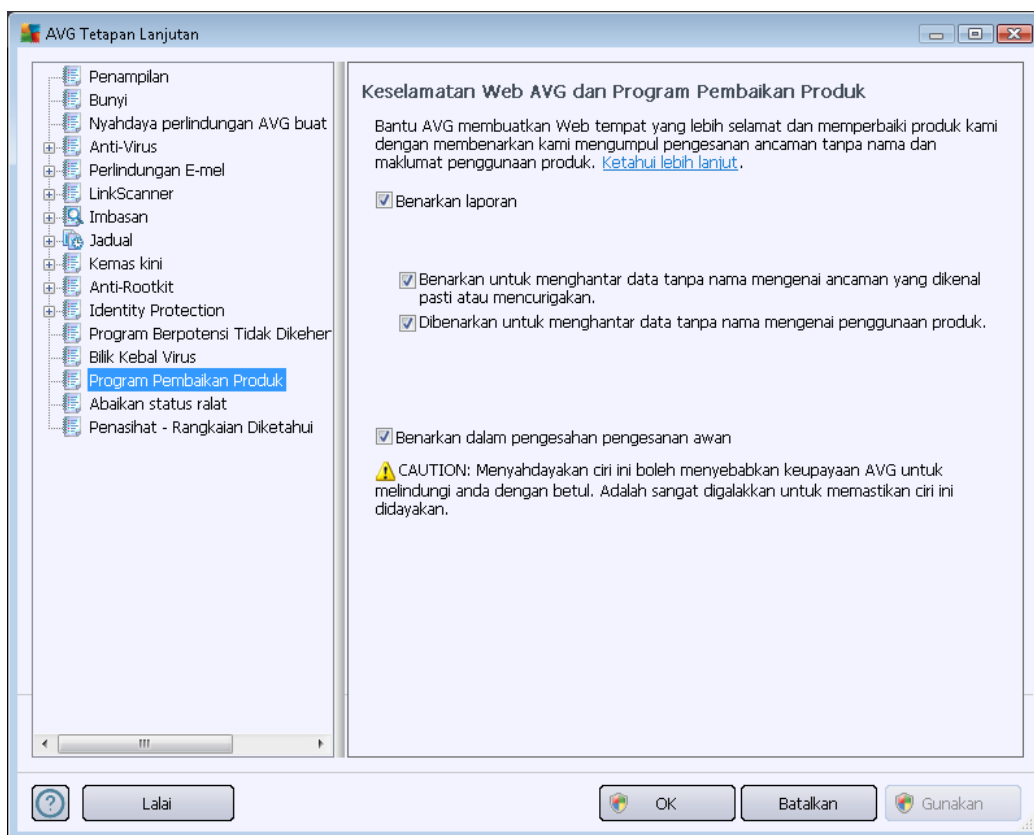 AVG Tetapan Lanjutan
Penampilan
Bunyi
Nyahdaya perlindungan AVG buat
Anti-Virus
Perlindungan E-mel
LinkScanner
Imbasan
Jadual
Kemas kini
Anti-Rootkit
Identity Protection
Program Berpotensi Tidak Dikeher
Bilik Kebal Virus
Program Pembaikan Produk
Abaikan status ralat
Penasihat - Rangkaian Diketahui
Keselamatan Web AVG dan Program Pembaikan Produk
Bantu AVG membuatkan Web tempat yang lebih selamat dan memperbaiki produk kami
dengan membenarkan kami mengumpul pengesanan ancaman tanpa nama dan
maklumat penggunaan produk. Ketahui lebih lanjut.
Benarkan laporan
Benarkan untuk menghantar data tanpa nama mengenai ancaman yang dikenal
pasti atau mencurigakan.
Dibenarkan untuk menghantar data tanpa nama mengenai penggunaan produk.
Benarkan dalam pengesahan pengesanan awan
CAUTION: Menyahdayakan ciri ini boleh menyebabkan keupayaan AVG untuk
melindungi anda dengan betul. Adalah sangat digalakkan untuk memastikan ciri ini
didayakan.
Lalai
OK
Batalkan
Gunakan